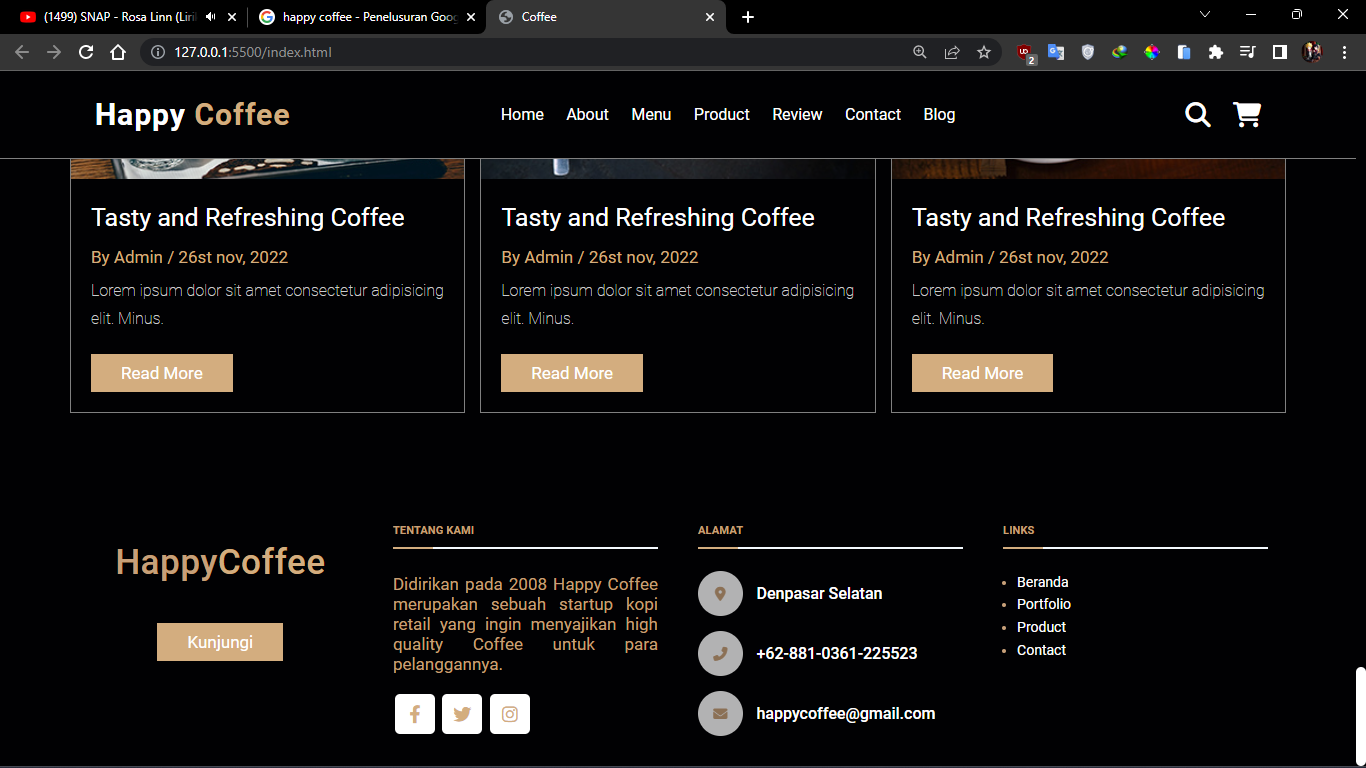 (1499) SNAP - Rosa Linn (Liri
happy coffee - Penelusuran Goog
Coffee
127.0.0.1:5500/index.html
2
Happy Coffee
Home About Menu Product Review Contact Blog
Tasty and Refreshing Coffee
By Admin / 26st nov, 2022
Lorem ipsum dolor sit amet consectetur adipisicing
elit. Minus.
Read More
Tasty and Refreshing Coffee
By Admin / 26st nov, 2022
Lorem ipsum dolor sit amet consectetur adipisicing
elit. Minus.
Read More
Tasty and Refreshing Coffee
By Admin / 26st nov, 2022
Lorem ipsum dolor sit amet consectetur adipisicing
elit. Minus.
Read More
HappyCoffee
Kunjungi
TENTANG KAMI
Didirikan pada 2008 Happy Coffee
merupakan sebuah startup kopi
retail yang ingin menyajikan high
quality Coffee untuk para
pelanggannya.
ALAMAT
Denpasar Selatan
+62-881-0361-225523
happycoffee@gmail.com
LINKS
Beranda
Portfolio
Product
Contact